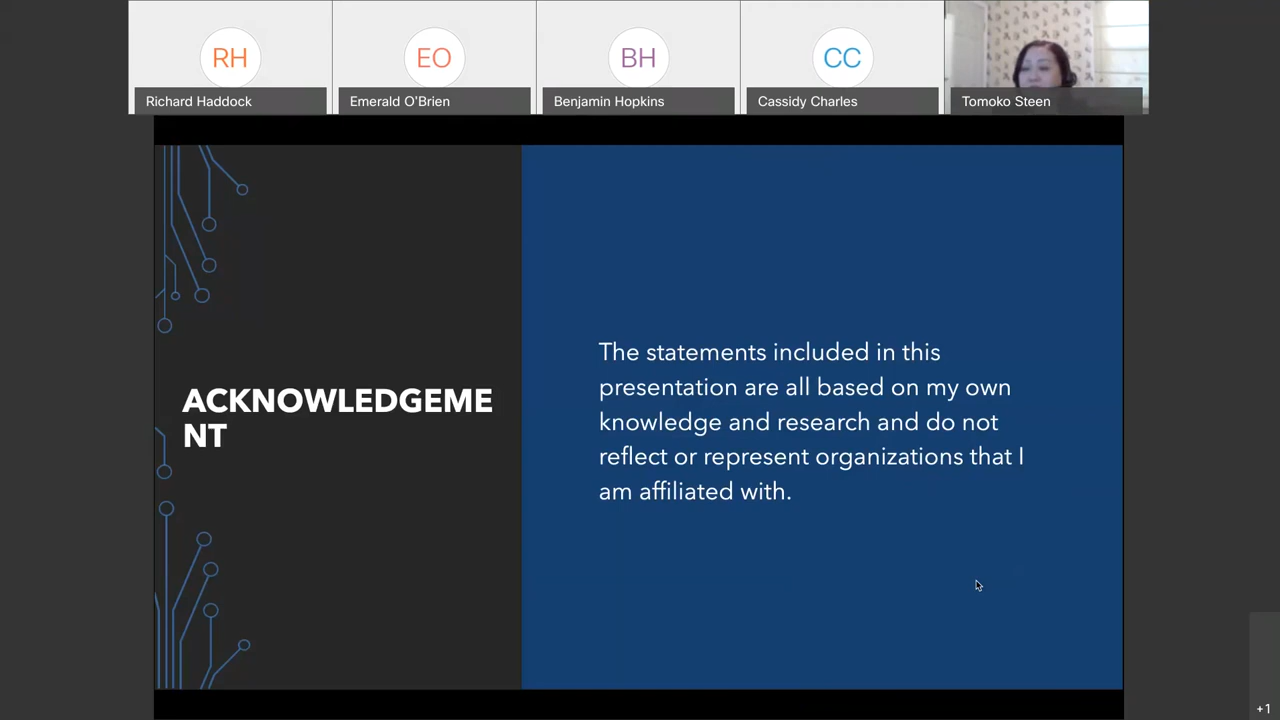 RH
EO
BH
CC
Richard Haddock
Emerald O'Brien
Benjamin Hopkins
Cassidy Charles
Tomoko Steen
ACKNOWLEDGEME
NT
The statements included in this
presentation are all based on my own
knowledge and research and do not
reflect or represent organizations that I
am affiliated with.
+1